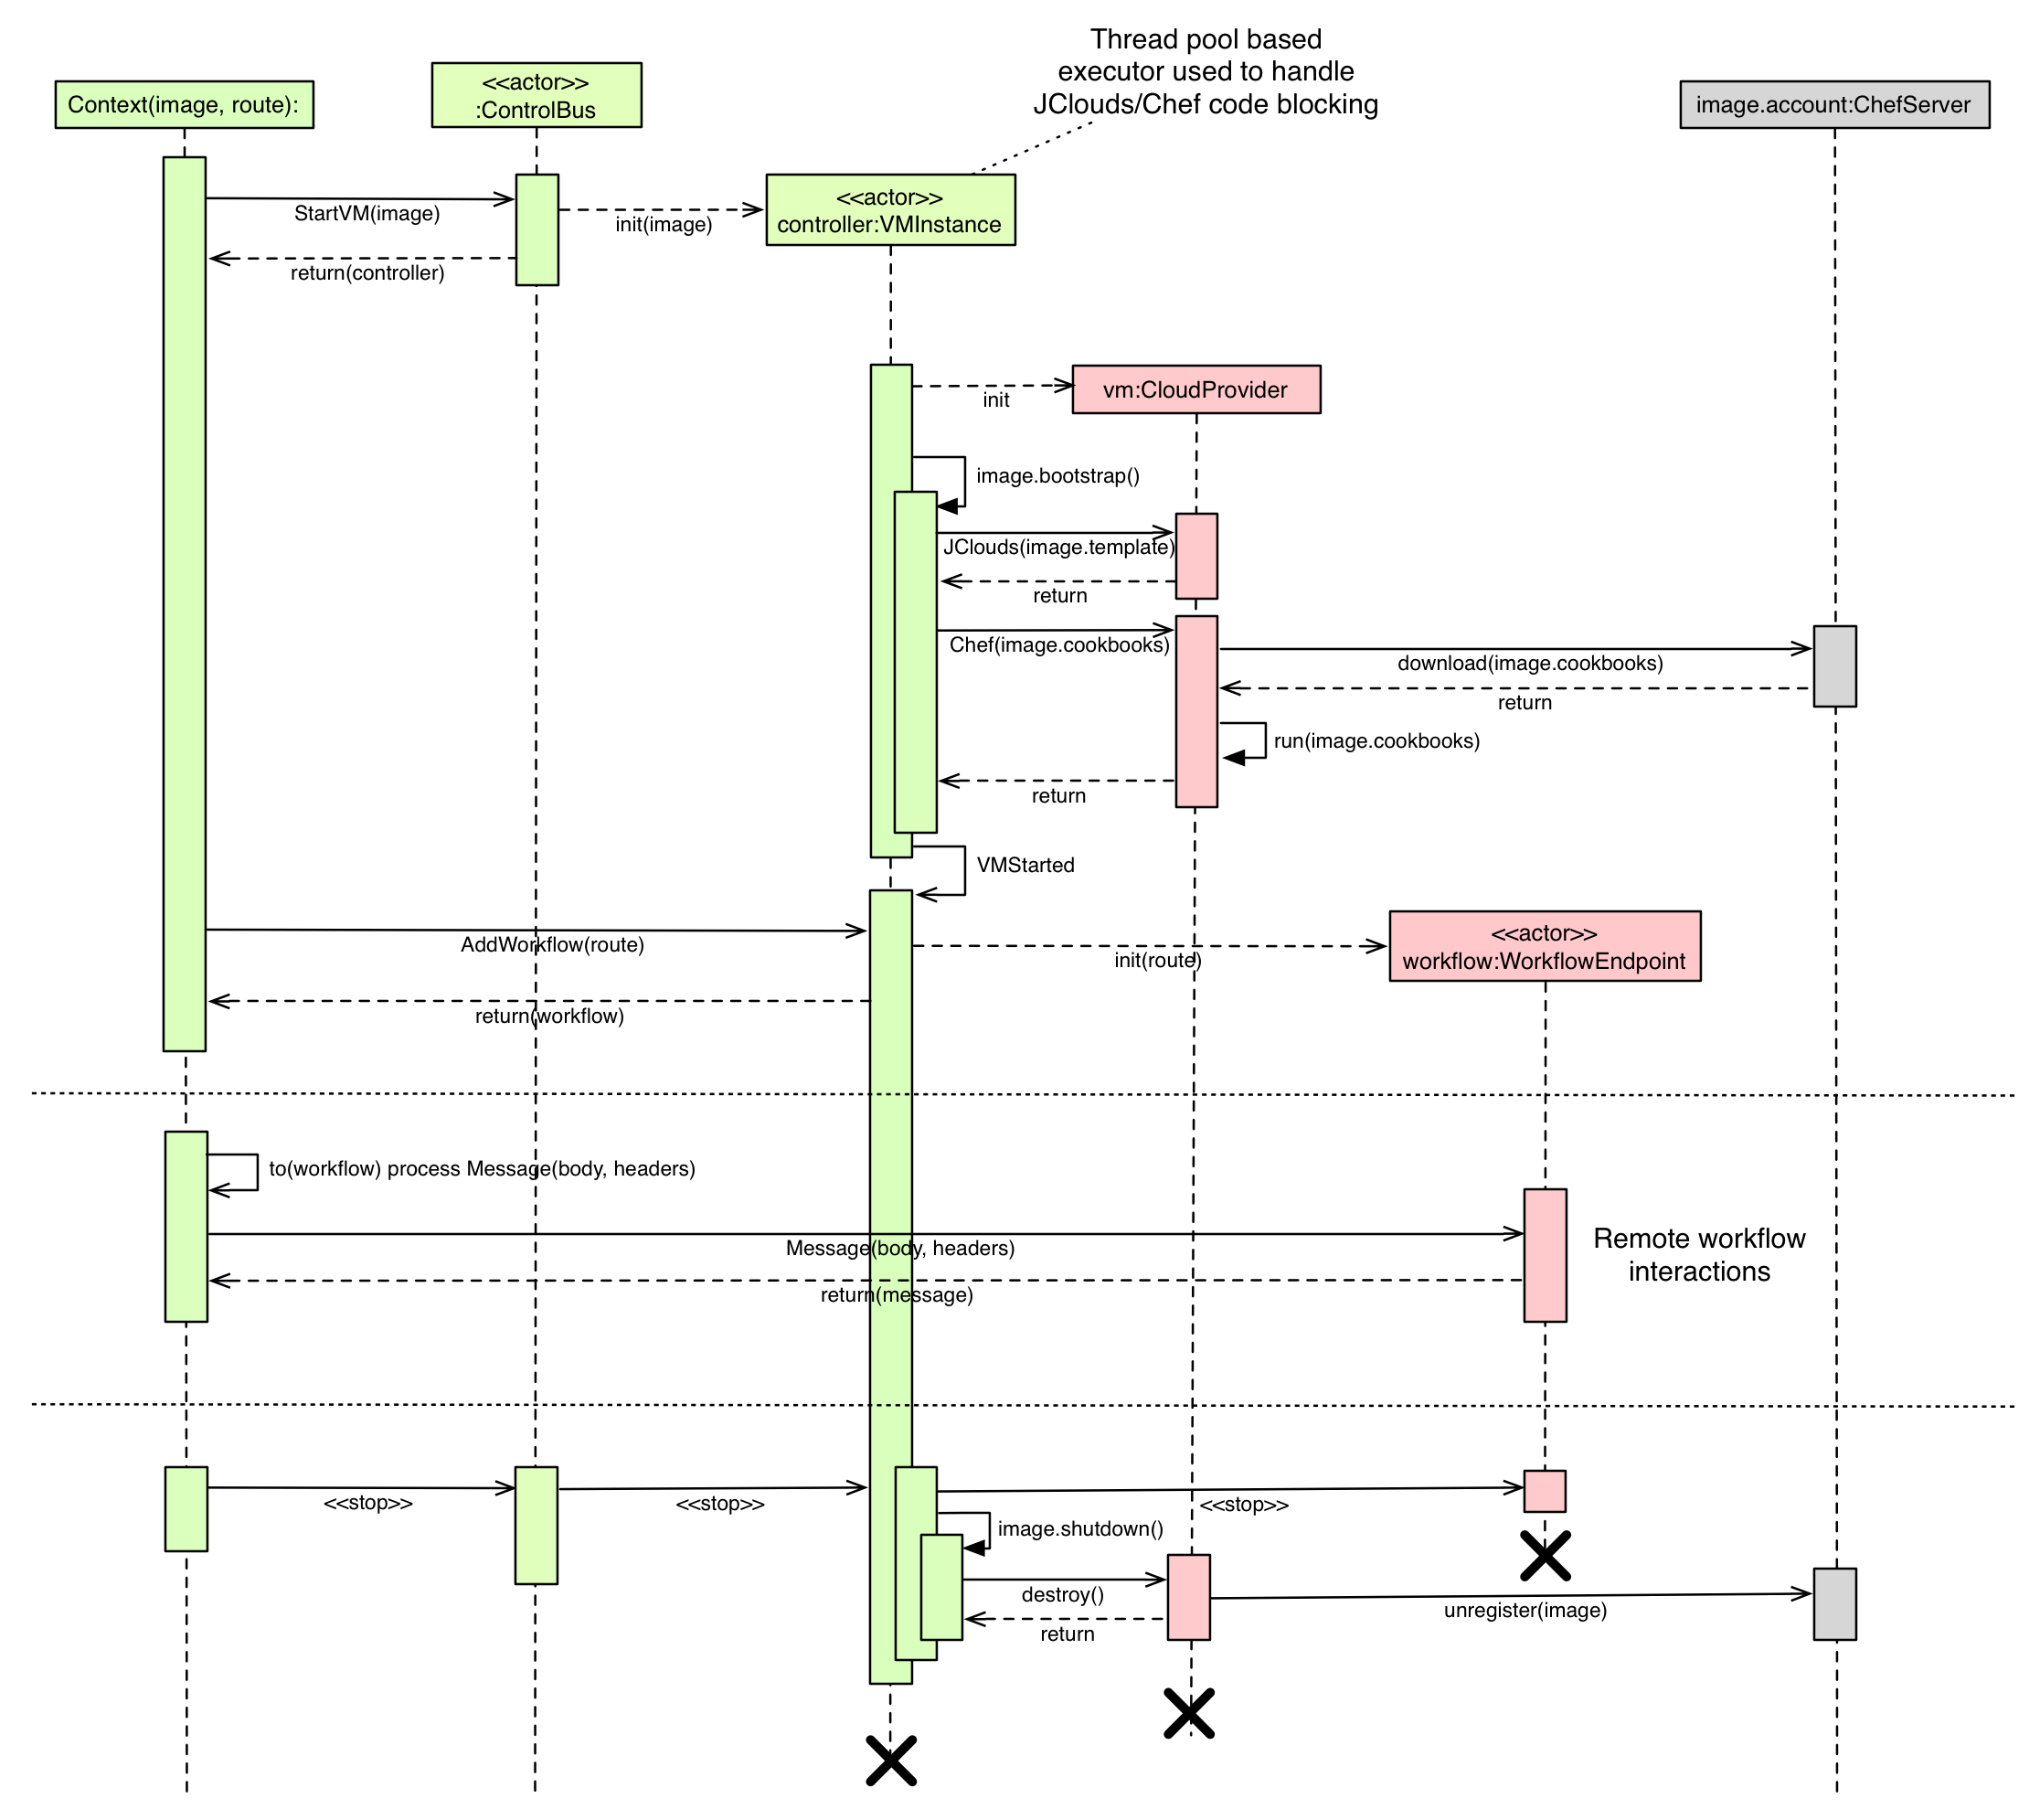 Thread pool based
executor used to handle
JClouds/Chef code blocking
Context(image, route):
<<actor>>
:ControlBus
image.account:ChefServer
<<actor>>
controller:VMInstance
StartVM(image)
init(image)
return(controller)
vm:CloudProvider
init
image.bootstrap()
JClouds(image.template)
return
Chef(image.cookbooks)
download(image.cookbooks)
return
run(image.cookbooks)
return
VMStarted
<<actor>>
workflow:WorkflowEndpoint
AddWorkflow(route)
init(route)
return(workflow)
to(workflow) process Message(body, headers)
Message(body, headers)
Remote workflow
interactions
return(message)
<<stop>>
<<stop>>
<<stop>>
image.shutdown()
destroy()
unregister(image)
return